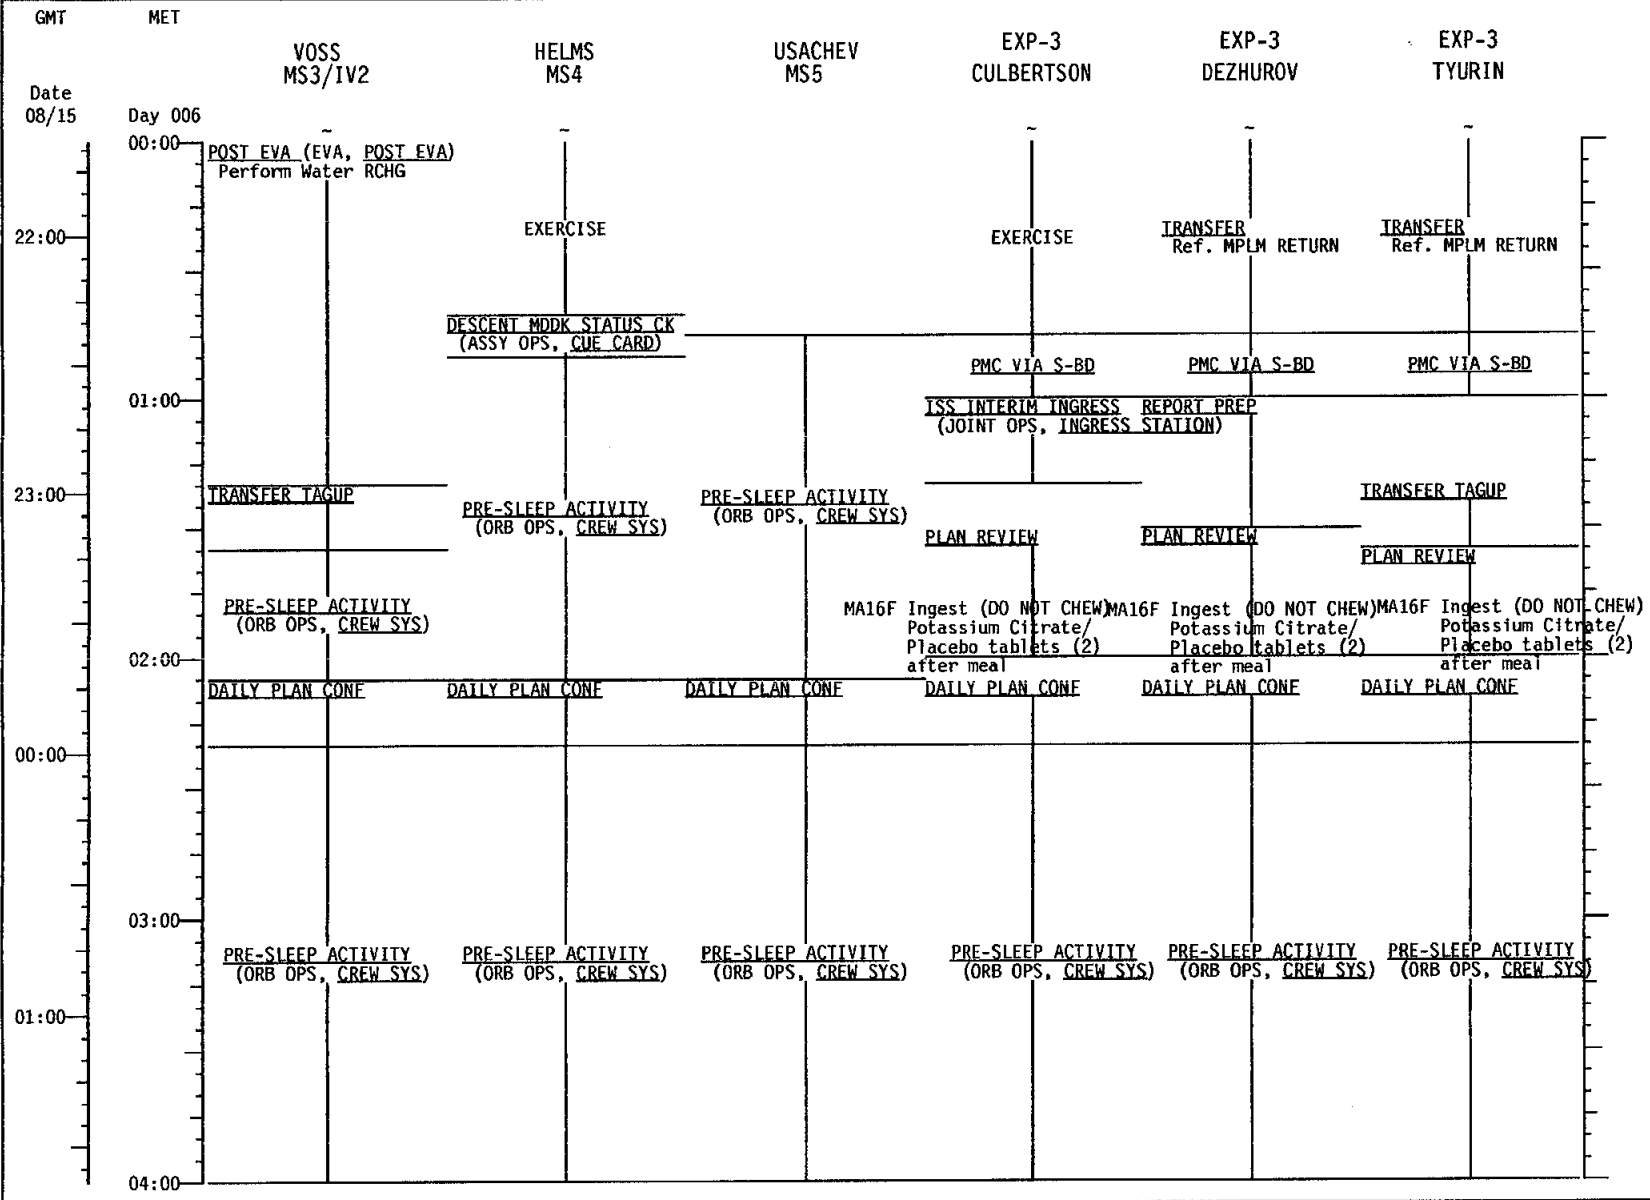 GMT MET
EXP-3 EXP-3 EXP-3
VOSS HELMS USACHEV
MS3/IV2 MS4 MS5 CULBERTSON DEZHUROV TYURIN
Date
08/15 Day 006
~ ~ ~ ~ ~
00:00
POST EVA (EVA, POST EVA)
Perform Water RCHG
EXERCISE TRANSFER TRANSFER
22:00 EXERCISE Ref. MPLM RETURN Ref. MPLM RETURN
DESCENT MDDK STATUS CK
(ASSY OPS, CUE CARD)
PMC VIA S-BD PMC VIA S-BD PMC VIA S-BD
01:00 ISS INTERIM INGRESS REPORT PREP
(JOINT OPS, INGRESS STATION)
23:00 TRANSFER TAGUP PRE-SLEEP ACTIVITY TRANSFER TAGUP
PRE-SLEEP ACTIVITY (ORB OPS, CREW SYS)
(ORB OPS, CREW SYS)
PLAN REVIEW PLAN REVIEW
PLAN REVIEW
PRE-SLEEP ACTIVITY MA16F Ingest (DO NOT CHEW) MA16F Ingest (DO NOT CHEW) MA16F Ingest (DO NOT CHEW)
(ORB OPS, CREW SYS) Potassium Citrate/ Potassium Citrate/ Potassium Citrate/
Placebo tablets (2) Placebo tablets (2) Placebo tablets (2)
02:00 after meal after meal after meal
DAILY PLAN CONF DAILY PLAN CONF DAILY PLAN CONF DAILY PLAN CONF DAILY PLAN CONF DAILY PLAN CONF
00:00
03:00
PRE-SLEEP ACTIVITY PRE-SLEEP ACTIVITY PRE-SLEEP ACTIVITY PRE-SLEEP ACTIVITY PRE-SLEEP ACTIVITY PRE-SLEEP ACTIVITY
(ORB OPS, CREW SYS) (ORB OPS, CREW SYS) (ORB OPS, CREW SYS) (ORB OPS, CREW SYS) (ORB OPS, CREW SYS) (ORB OPS, CREW SYS)
01:00
04:00